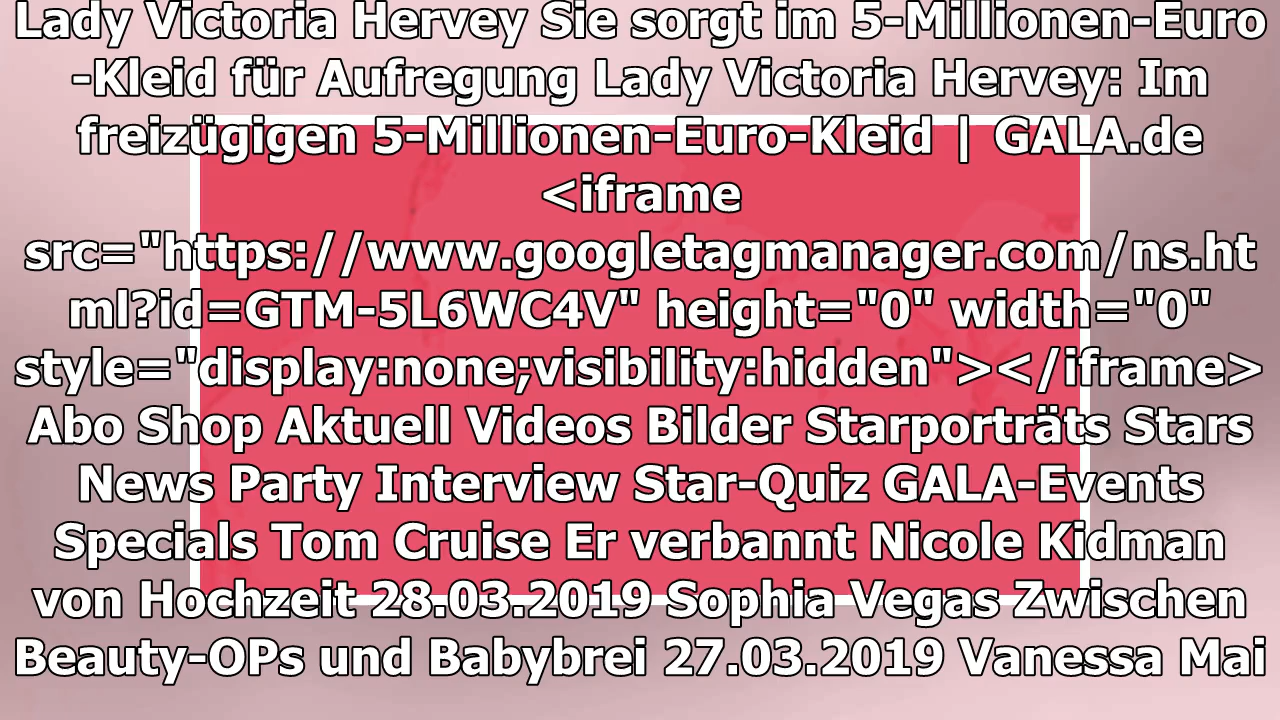 Lady Victoria Hervey Sie sorgt im 5-Millionen-Euro
-Kleid für Aufregung Lady Victoria Hervey: Im
freizügigen 5-Millionen-Euro-Kleid | GALA.de
<iframe
src="https://www.googletagmanager.com/ns.ht
ml?id=GTM-5L6WC4V" height="0" width="0"
style="display:none;visibility:hidden"></iframe>
Abo Shop Aktuell Videos Bilder Starporträts Stars
News Party Interview Star-Quiz GALA-Events
Specials Tom Cruise Er verbannt Nicole Kidman
von Hochzeit 28.03.2019 Sophia Vegas Zwischen
Beauty-OPs und Babybrei 27.03.2019 Vanessa Mai